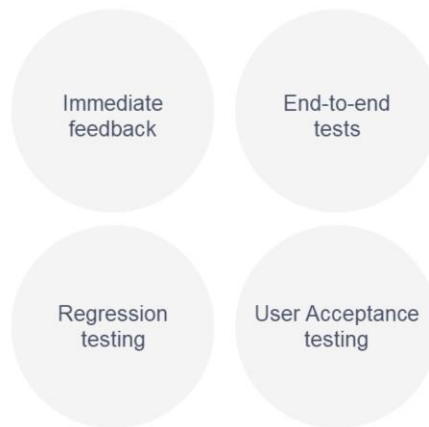 Immediate
feedback
End-to-end
tests
Regression
testing
User Acceptance
testing